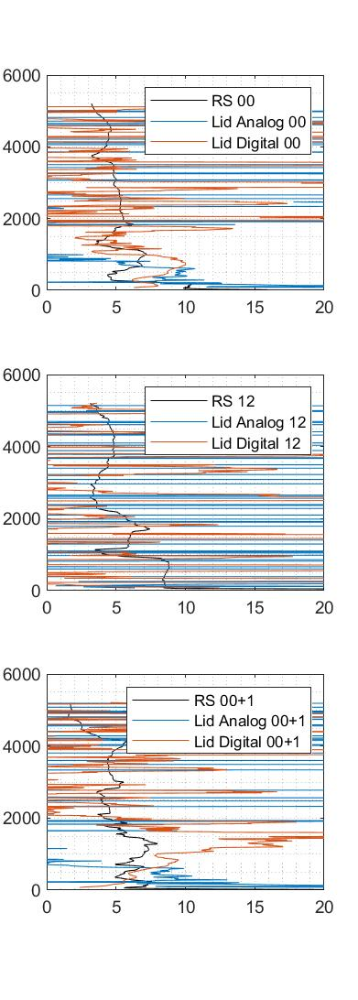 6000
RS 00
Lid Analog 00
Lid Digital 00
4000
2000
0
0 5 10 15 20
6000
RS 12
Lid Analog 12
Lid Digital 12
4000
2000
0
0 5 10 15 20
6000
RS 00+1
Lid Analog 00+1
Lid Digital 00+1
4000
2000
0
0 5 10 15 20